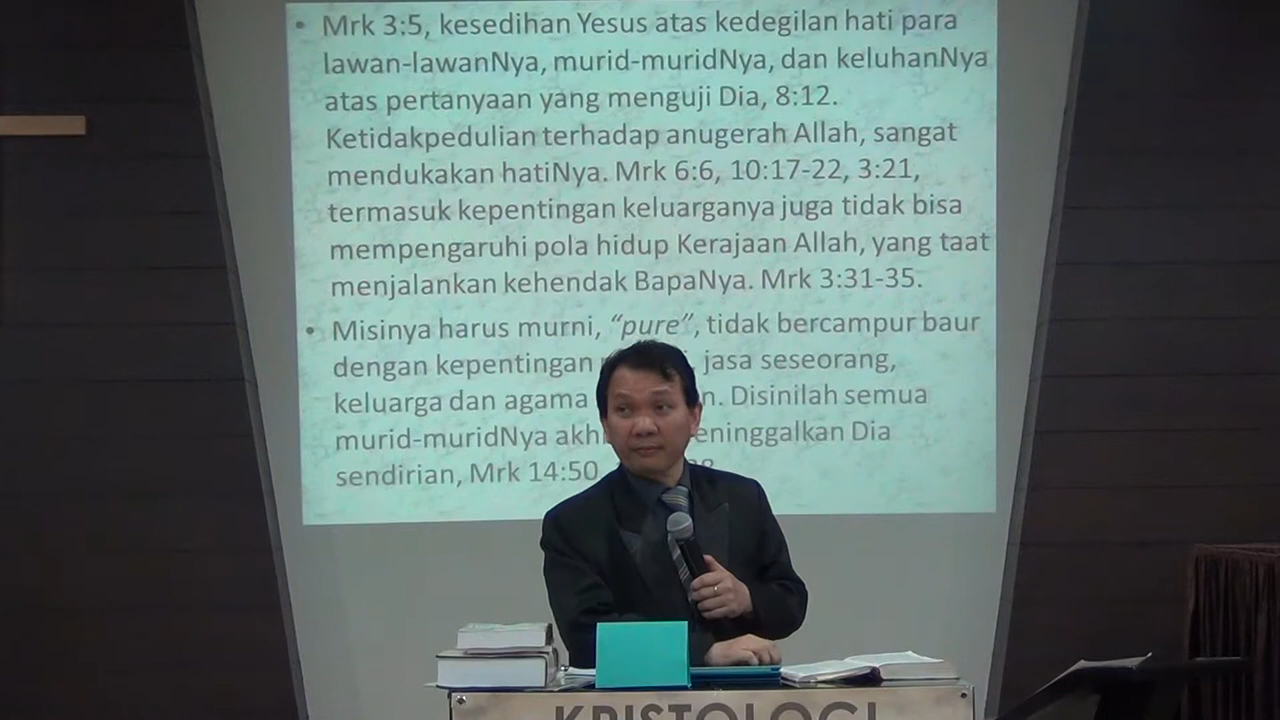 • Mrk 3:5, kesedihan Yesus atas kedegilan hati para
lawan-lawanNya, murid-muridNya, dan keluhanNya
atas pertanyaan yang menguji Dia, 8:12.
Ketidakpedulian terhadap anugerah Allah, sangat
mendukakan hatiNya. Mrk 6:6, 10:17-22, 3:21,
termasuk kepentingan keluarganya juga tidak bisa
mempengaruhi pola hidup Kerajaan Allah, yang taat
menjalankan kehendak BapaNya. Mrk 3:31-35.
• Misinya harus murni, “pure”, tidak bercampur baur
dengan kepentingan jasa seseorang,
keluarga dan agama Disinilah semua
murid-muridNya eninggalkan Dia
sendirian, Mrk 14:50
KRISTOLOGI